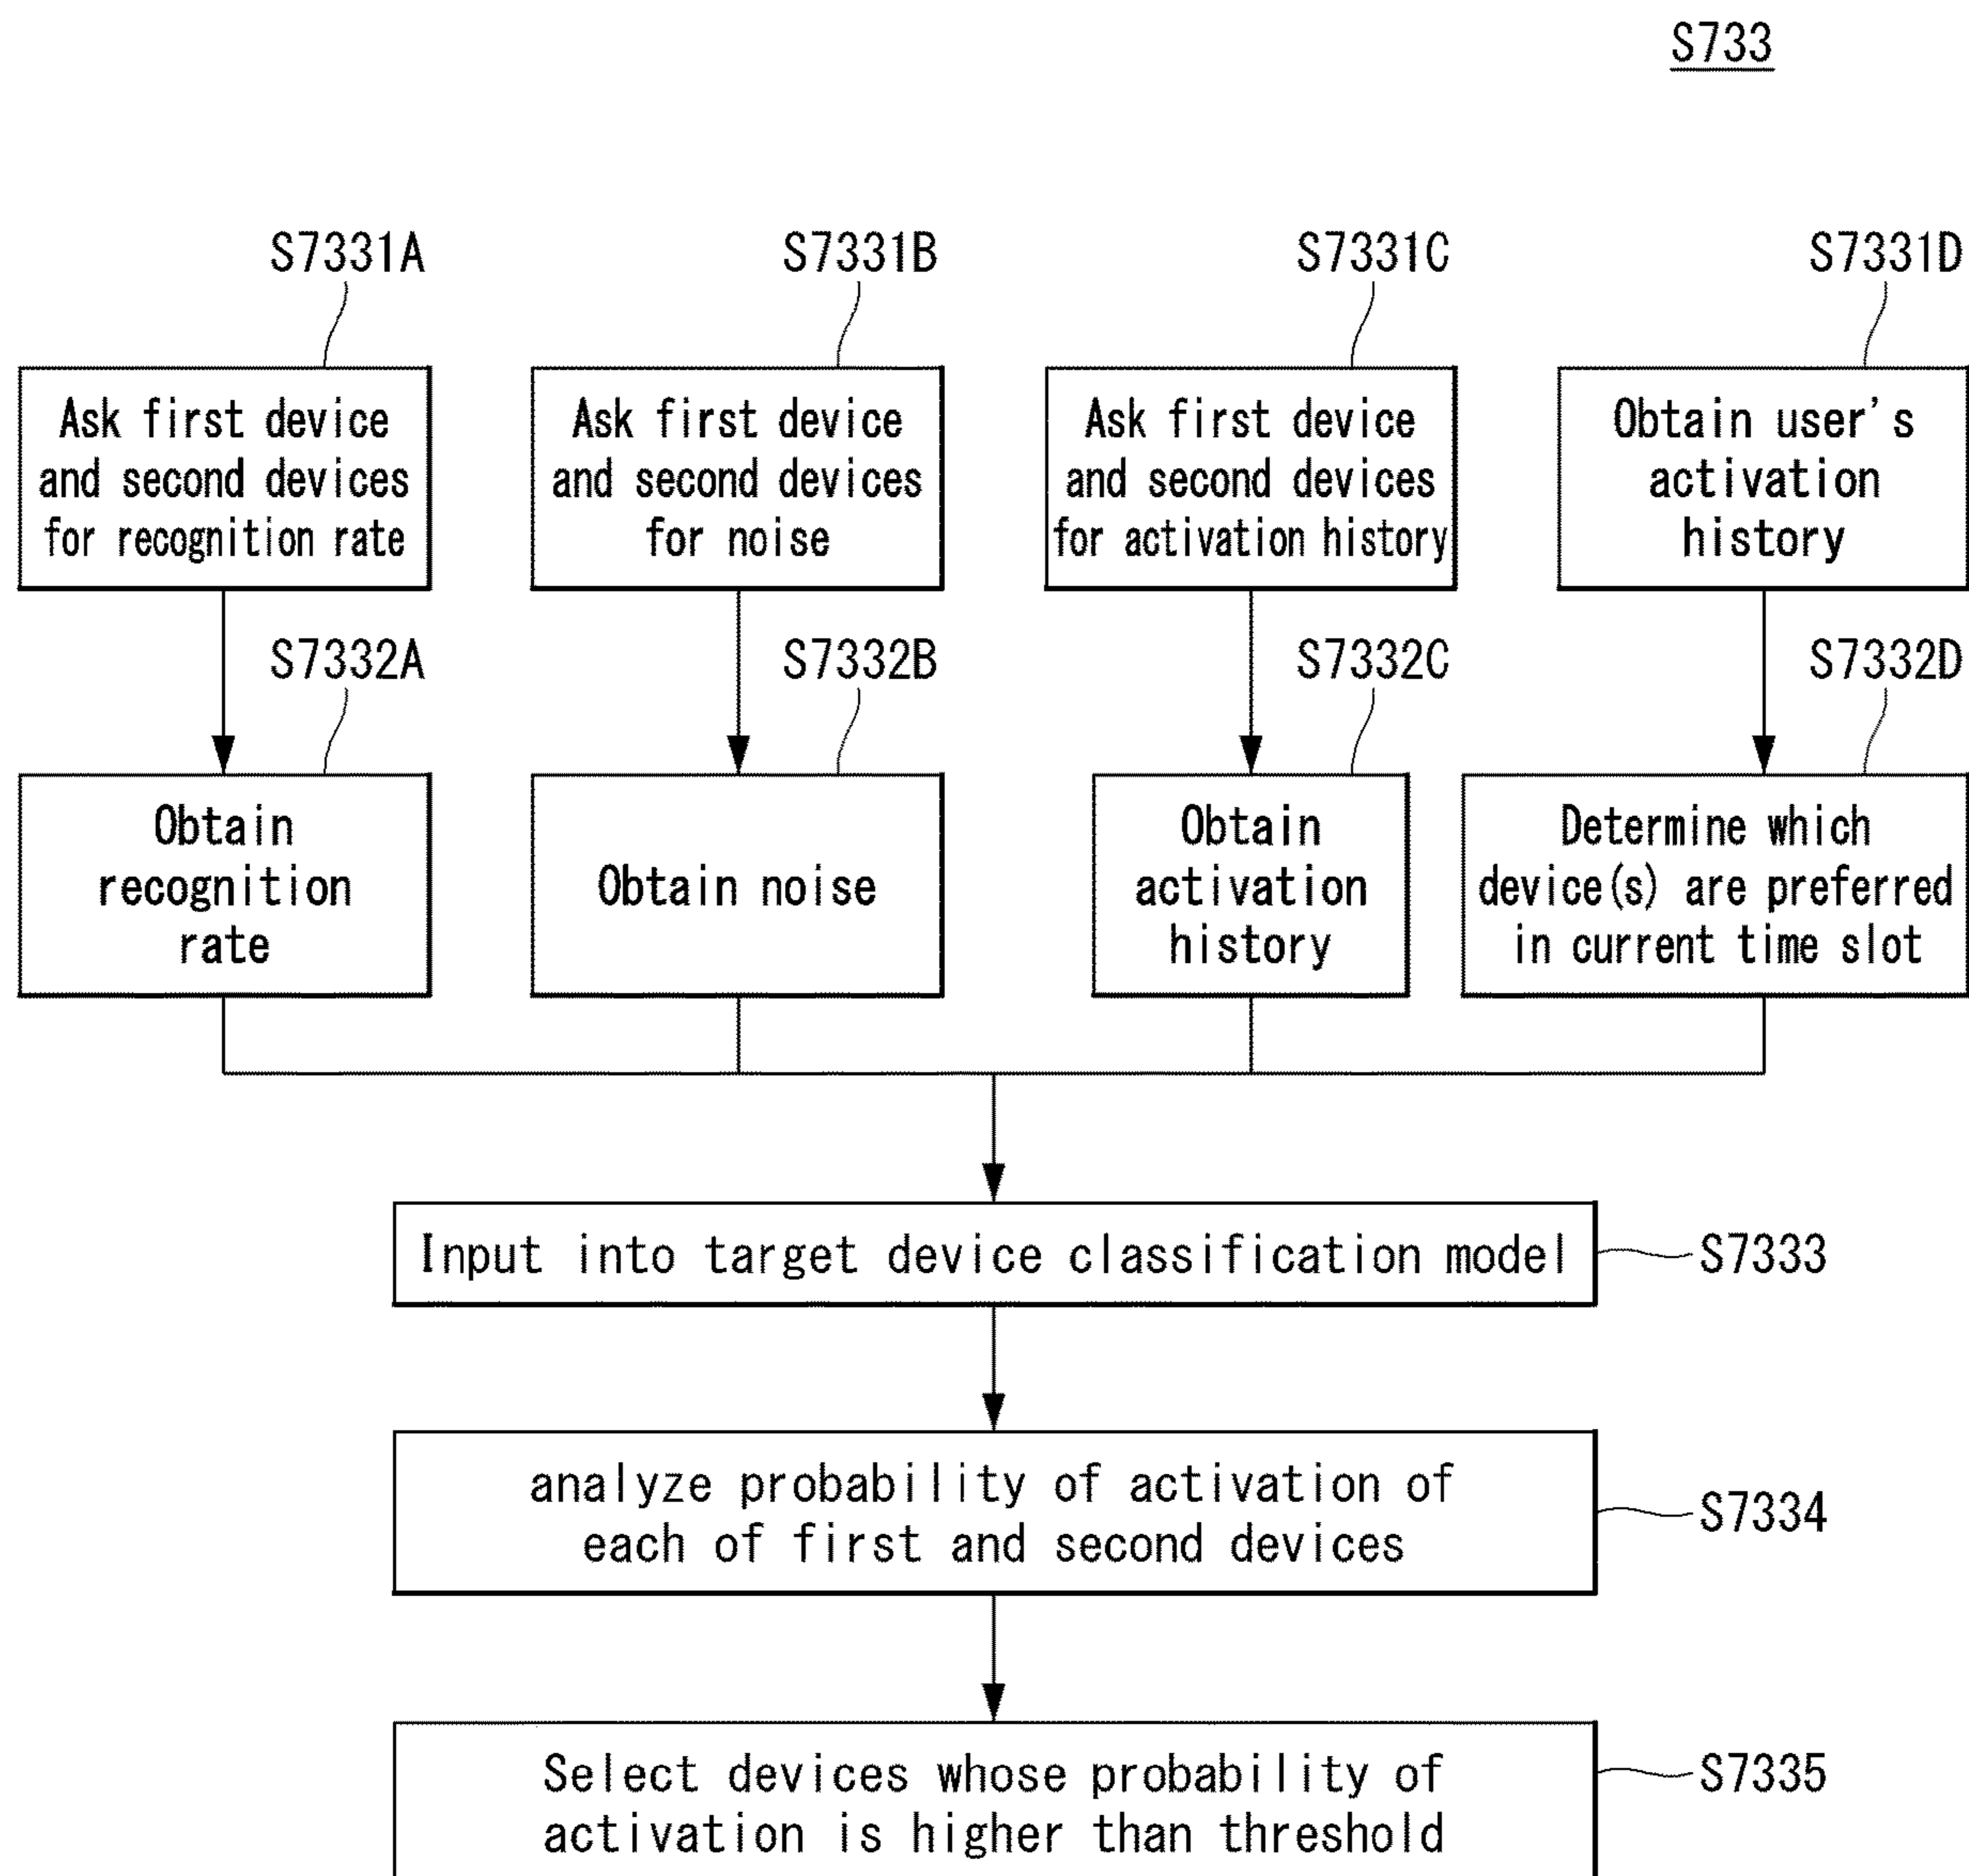 S733
S7331A
S7331B
S7331C
S7331D
Ask first device
and second devices
for recognition rate
Ask first device
and second devices
for noise
Ask first device
and second devices
for activation history
Obtain user's
activation
history
S7332A
S7332B
S7332C
S7332D
Obtain
recognition
rate
Obtain noise
Obtain
activation
history
Determine which
device(s) are preferred
in current time slot
Input into target device classification model
S7333
analyze probability of activation of
each of first and second devices
S7334
Select devices whose probability of
activation is higher than threshold
S7335